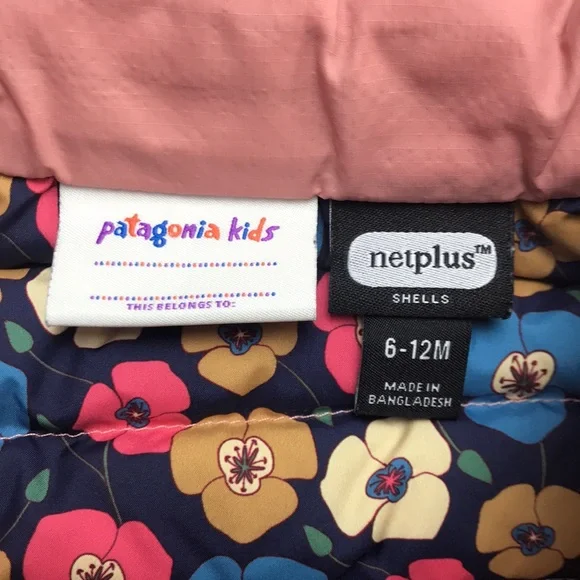 patagonia kids
THIS BELONGS TO:
netplus™
SHELLS
6-12M
MADE IN
BANGLADESH